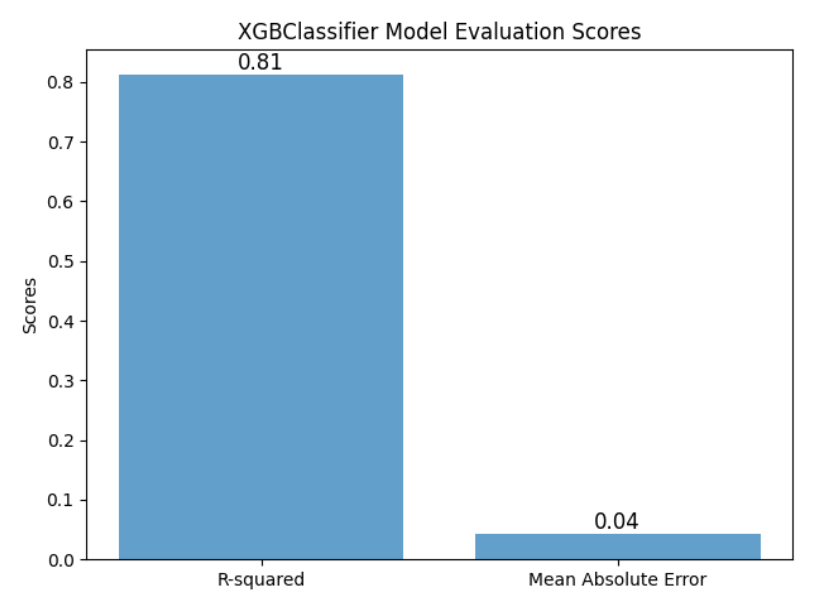 XGBClassifier Model Evaluation Scores
0.81
0.8
0.7
0.6
0.5
0.4
0.3
0.2
0.1
0.0
Scores
0.04
R-squared
Mean Absolute Error